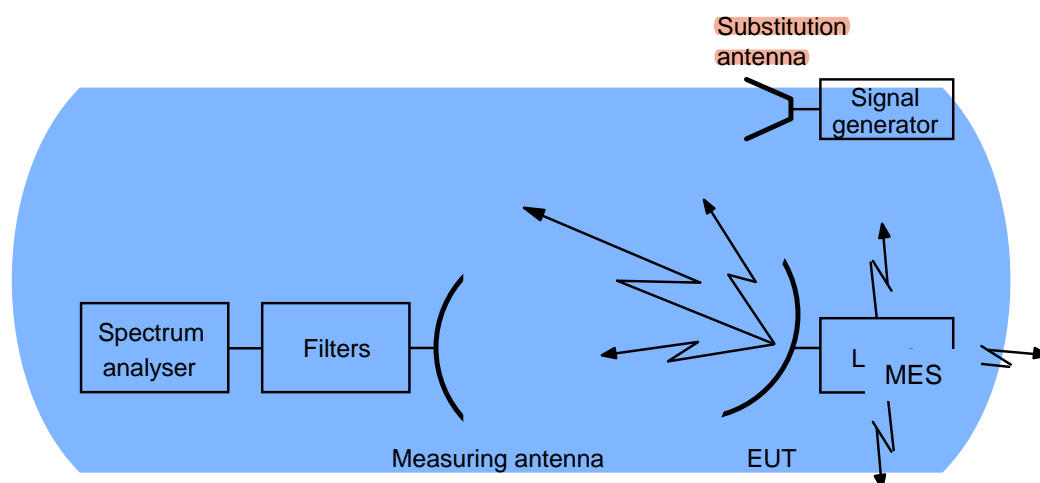 Substitution
antenna
Signal
generator
Spectrum
analyser
Filters
L
MES
Measuring antenna
EUT